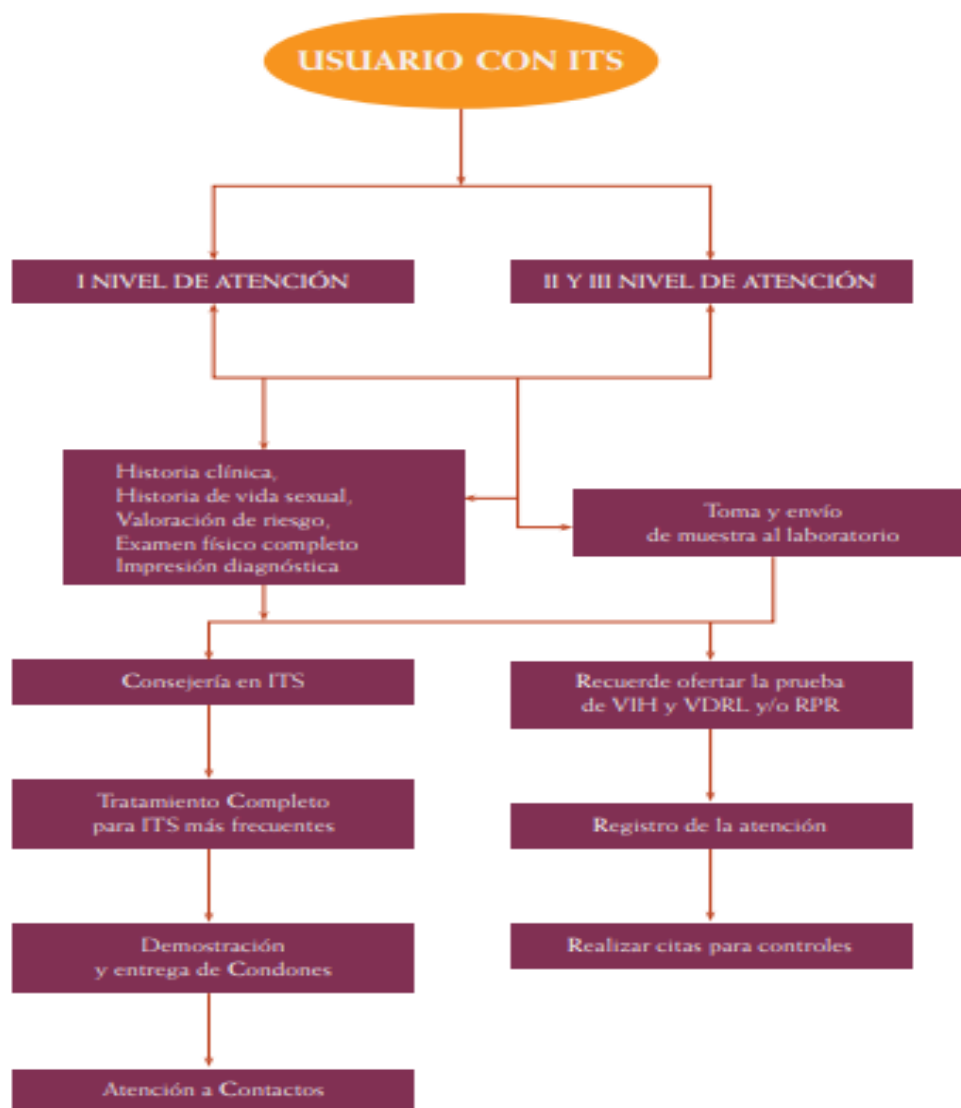 USUARIO CON ITS
I NIVEL DE ATENCIÓN
II Y III NIVEL DE ATENCIÓN
Historia clínica,
Historia de vida sexual,
Valoración de riesgo,
Examen físico completo
Impresión diagnóstica
Toma y envío
de muestra al laboratorio
Consejería en ITS
Recuerde ofertar la prueba
de VIH y VDRL y/o RPR
Tratamiento Completo
para ITS más frecuentes
Registro de la atención
Demostración
y entrega de Condones
Realizar citas para controles
Atención a Contactos